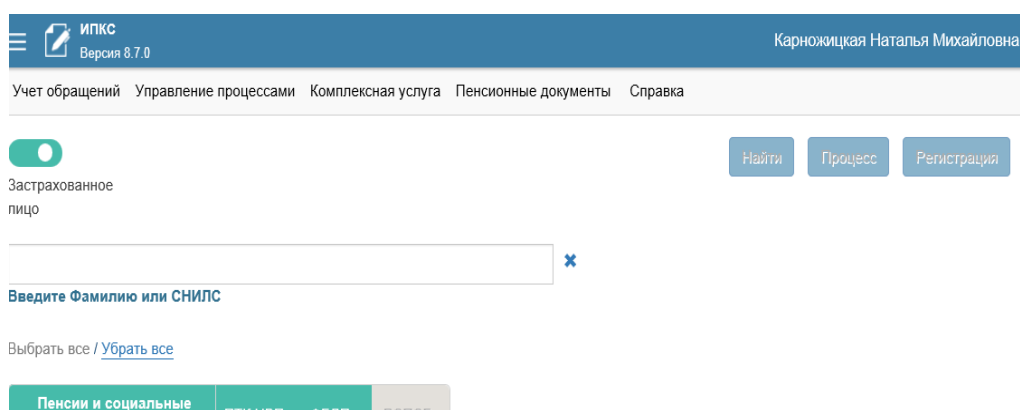 ИПКС
Версия 8.7.0
Карножицкая Наталья Михайловна
Учет обращений Управление процессами Комплексная услуга Пенсионные документы Справка
Найти Процесс Регистрация
Застрахованное
лицо
Введите Фамилию или СНИЛС
Выбрать все / Убрать все
Пенсии и социальные